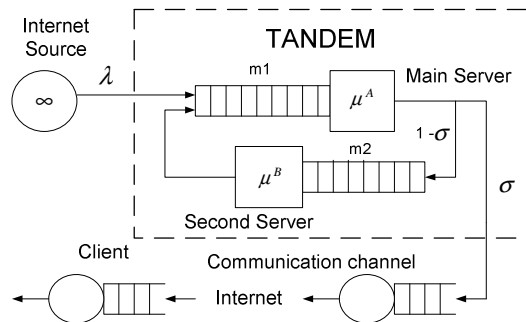 Internet
Source
λ
∞
TANDEM
m1
μ^A
Main Server
1 -σ
m2
μ^B
σ
Second Server
Client
Communication channel
Internet